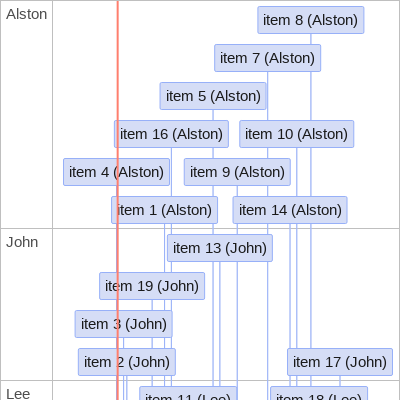 Alston
item 8 (Alston)
item 7 (Alston)
item 5 (Alston)
item 16 (Alston)
item 10 (Alston)
item 4 (Alston)
item 9 (Alston)
item 1 (Alston)
item 14 (Alston)
John
item 13 (John)
item 19 (John)
item 3 (John)
item 2 (John)
item 17 (John)
Lee
item 11 (Lee)
item 18 (Lee)